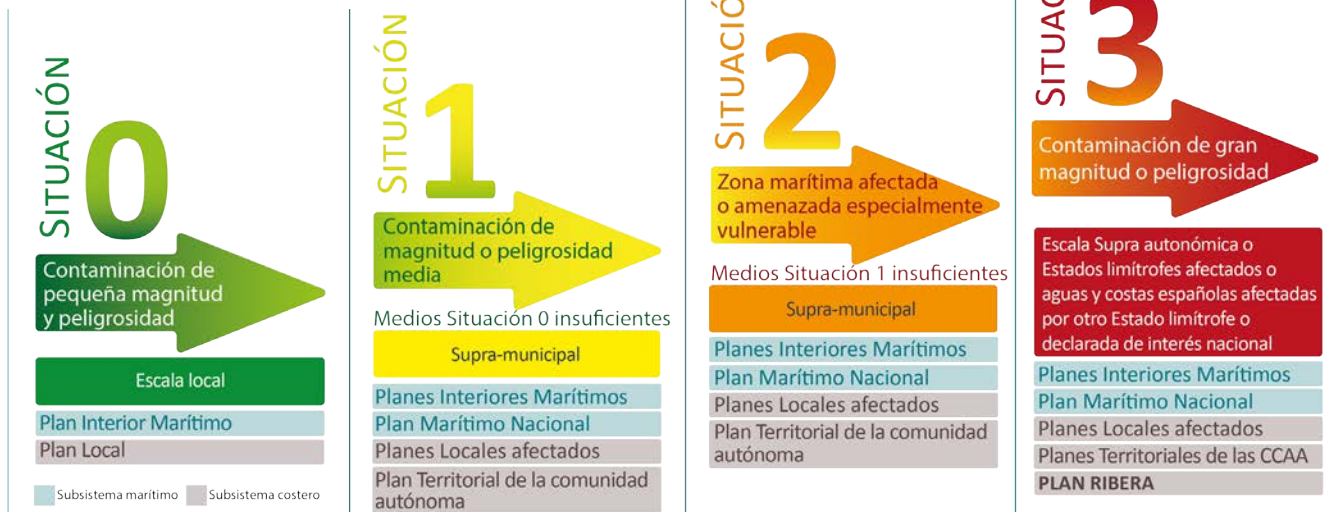 SITUACIÓN
0
Contaminación de
pequeña magnitud
y peligrosidad
Escala local
Plan Interior Marítimo
Plan Local
Subsistema marítimo
Subsistema costero
SITUACIÓN
1
Contaminación de
magnitud o peligrosidad
media
Medios Situación 0 insuficientes
Supra-municipal
Planes Interiores Marítimos
Plan Marítimo Nacional
Planes Locales afectados
Plan Territorial de la comunidad
autónoma
SITUACIÓ
2
Zona marítima afectada
o amenazada especialmente
vulnerable
Medios Situación 1 insuficientes
Supra-municipal
Planes Interiores Marítimos
Plan Marítimo Nacional
Planes Locales afectados
Plan Territorial de la comunidad
autónoma
SITUAC
3
Contaminación de gran
magnitud o peligrosidad
Escala Supra autonómica o
Estados limítrofes afectados o
aguas y costas españolas afectadas
por otro Estado limítrofe o
declarada de interés nacional
Planes Interiores Marítimos
Plan Marítimo Nacional
Planes Locales afectados
Planes Territoriales de las CCAA
PLAN RIBERA